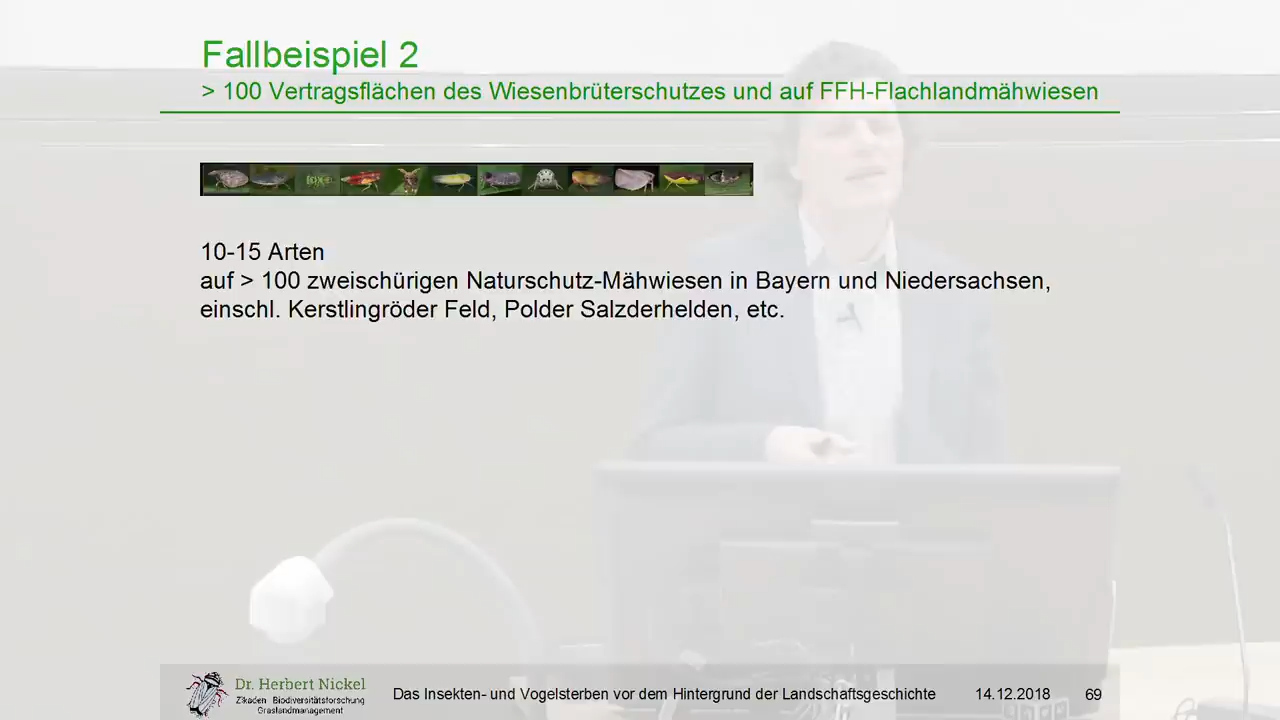 Fallbeispiel 2
> 100 Vertragsflächen des Wiesenbrüterschutzes und auf FFH-Flachlandmähwiesen
10-15 Arten
auf > 100 zweischürigen Naturschutz-Mähwiesen in Bayern und Niedersachsen,
einschl. Kerstlingröder Feld, Polder Salzderhelden, etc.
Dr. Herbert Nickel
Zikaden Biodiversitätsforschung
Graslandmanagement
Das Insekten- und Vogelsterben vor dem Hintergrund der Landschaftsgeschichte
14.12.2018
69